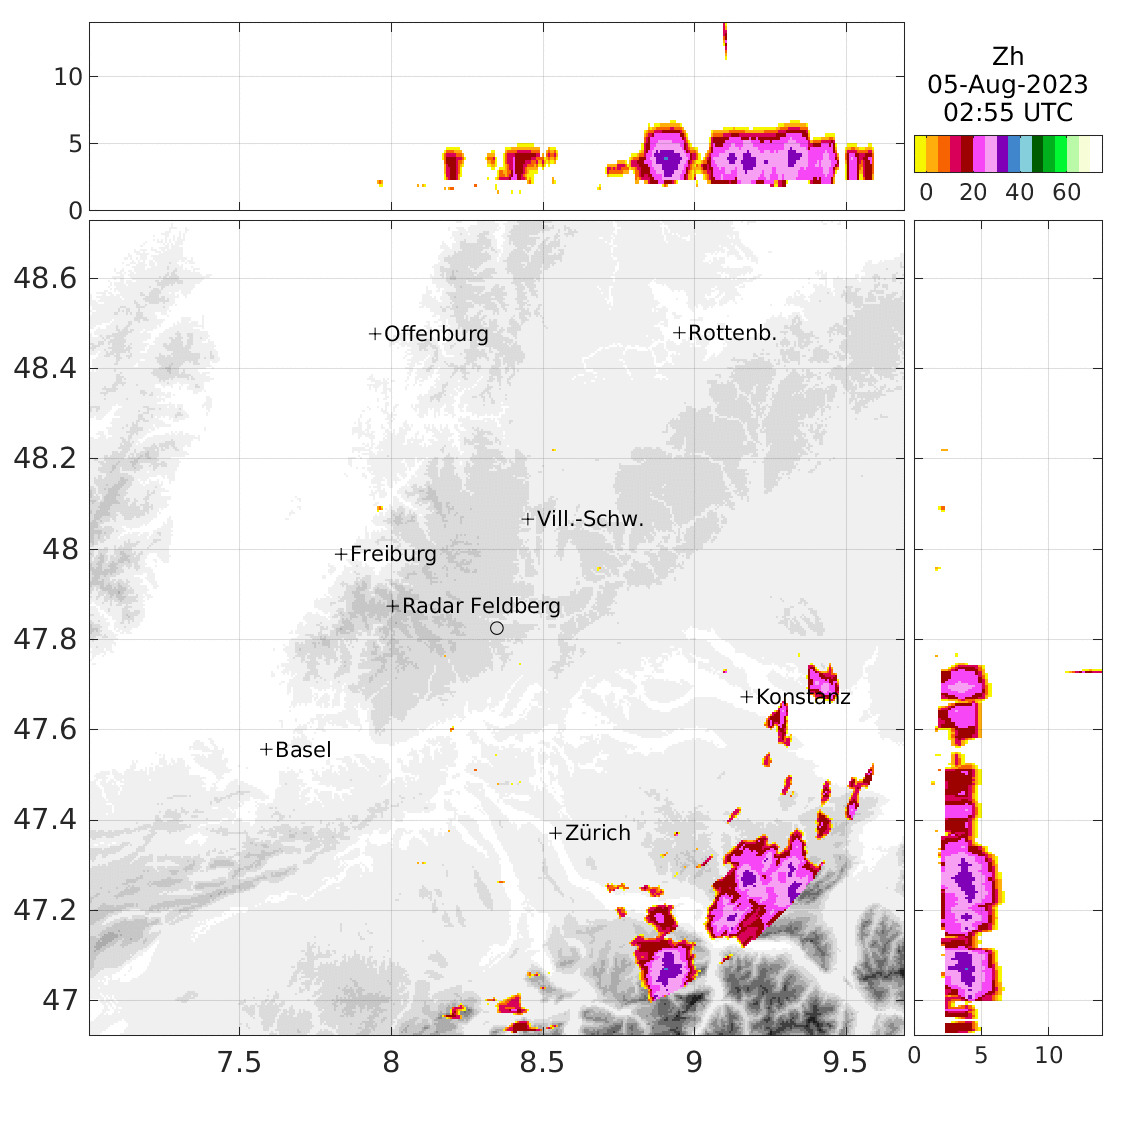 10
5
0
Zh
05-Aug-2023
02:55 UTC
0 20 40 60
48.6
48.4
48.2
48
47.8
47.6
47.4
47.2
47
+Offenburg
+Rottenb.
+Vill.-Schw.
+Freiburg
+Radar Feldberg
+Konstanz
+Basel
+Zürich
7.5 8 8.5 9 9.5
0 5 10